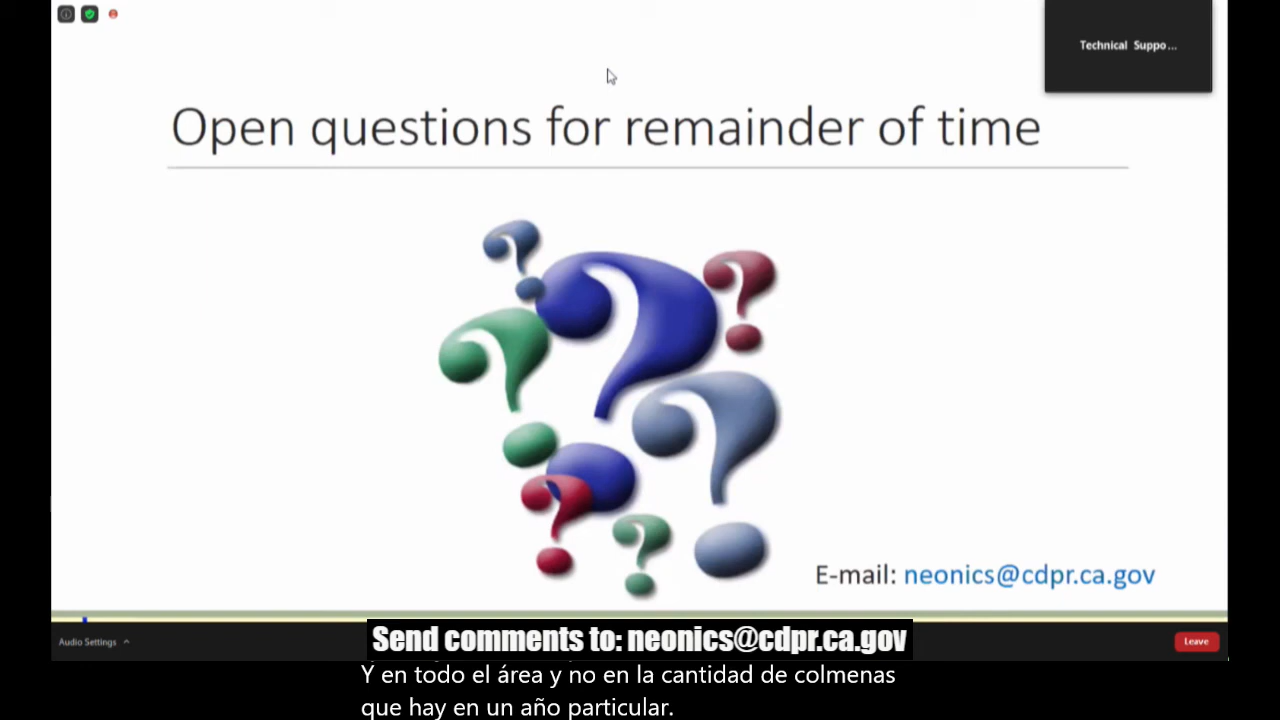 Technical Suppo...
Open questions for remainder of time
E-mail: neonics@cdpr.ca.gov
Audio Settings
Leave
Send comments to: neonics@cdpr.ca.gov
Y en todo el área y no en la cantidad de colmenas
que hay en un año particular.